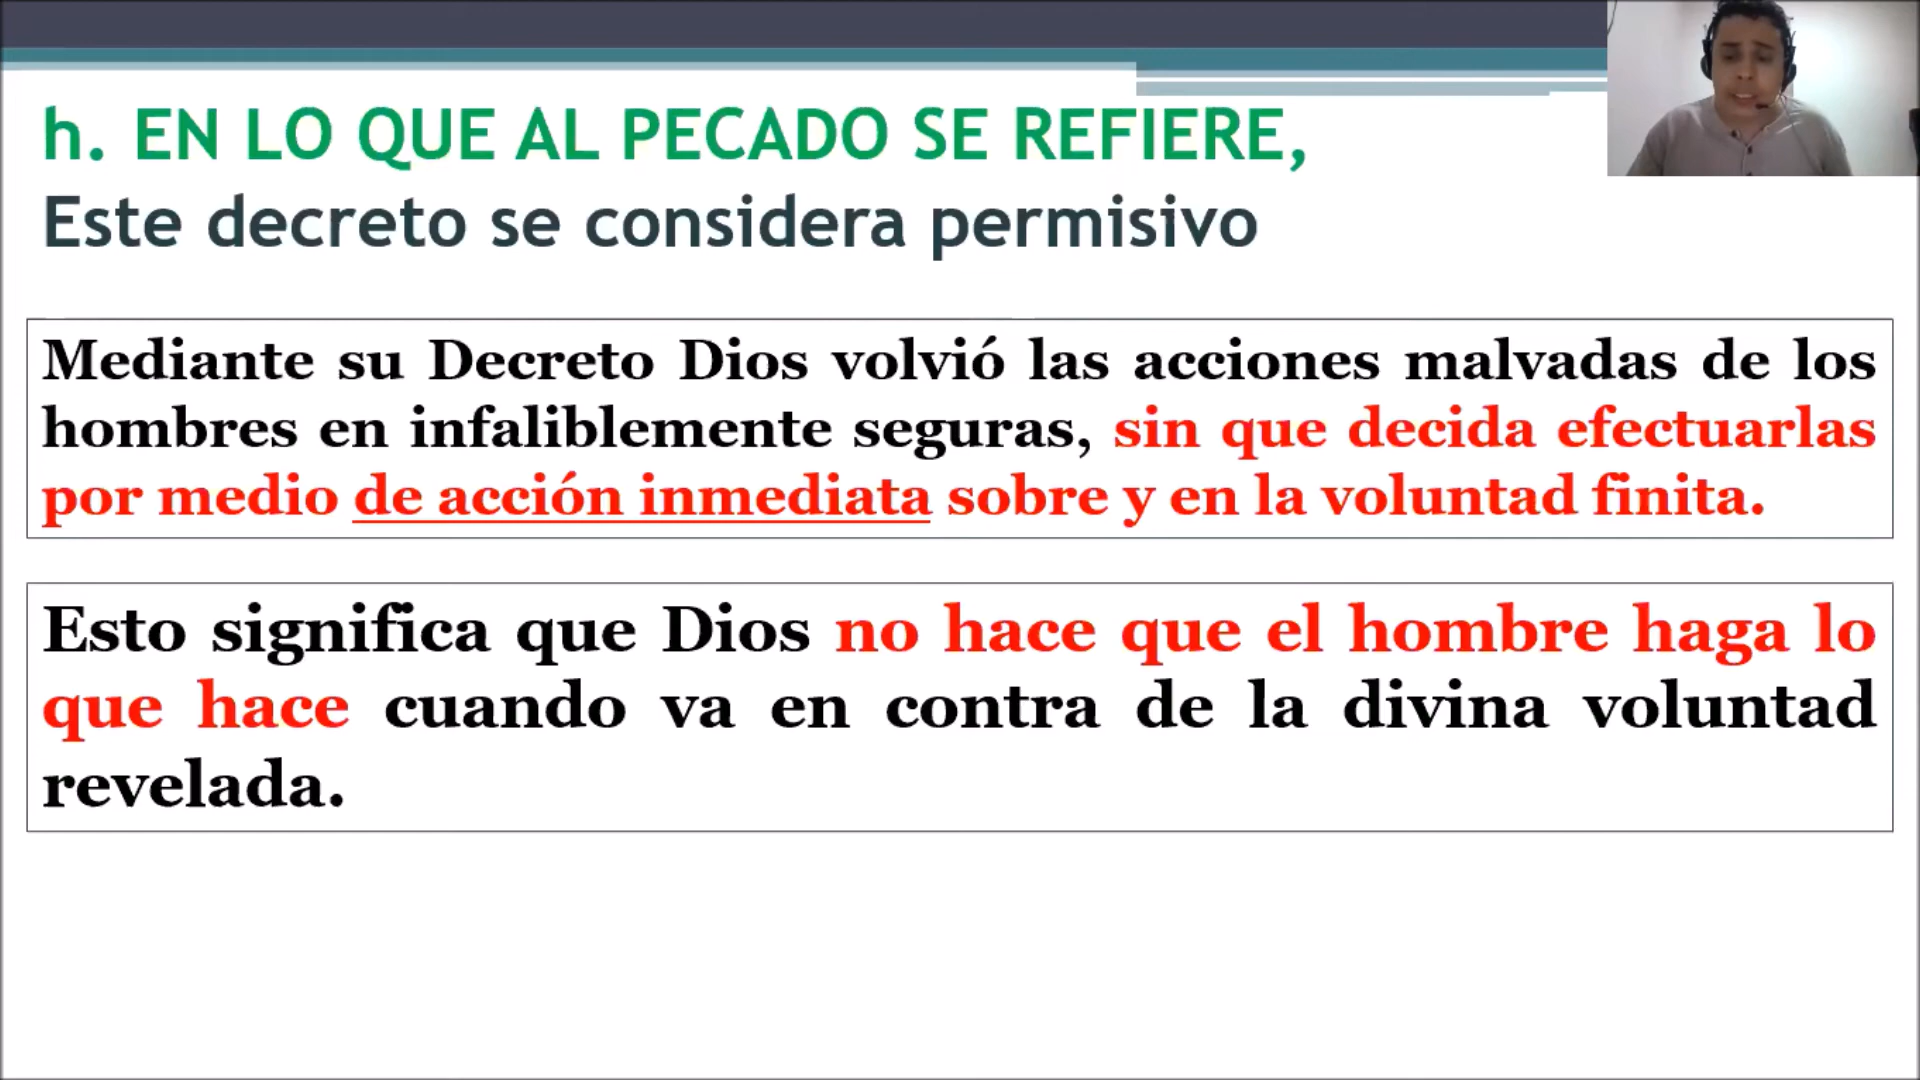 h. EN LO QUE AL PECADO SE REFIERE,
Este decreto se considera permisivo
Mediante su Decreto Dios volvió las acciones malvadas de los
hombres en infaliblemente seguras, sin que decida efectuarlas
por medio de acción inmediata sobre y en la voluntad finita.
Esto significa que Dios no hace que el hombre haga lo
que hace cuando va en contra de la divina voluntad
revelada.